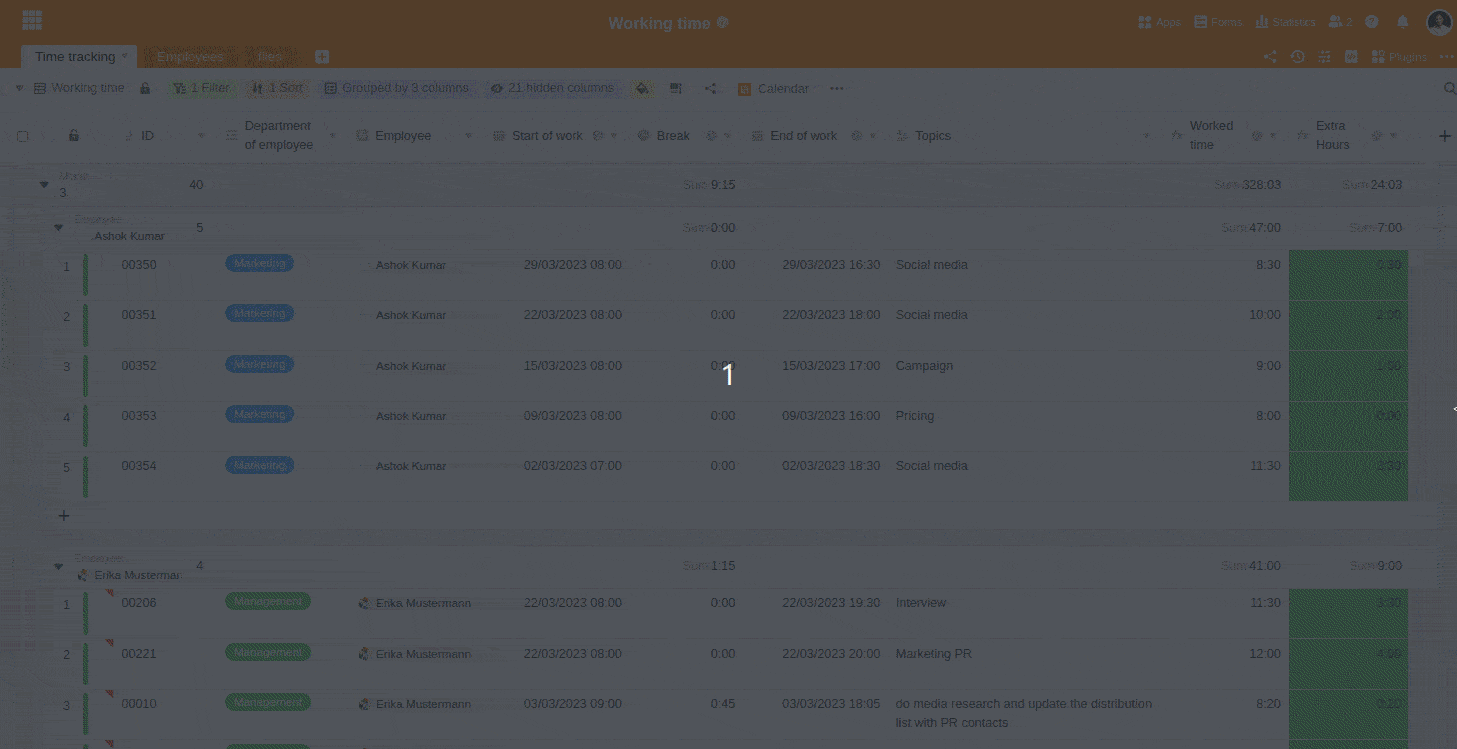 Working time
Apps Forms Statistics 2
Time tracking Employees files
Plugins
Working time 1 Filter 1 Sort Grouped by 3 columns 21 hidden columns Calendar
ID Department of employee Employee Start of work Break End of work Topics Worked time Extra Hours
3 40 Sum 9:15 Sum 328:03 Sum 24:03
Employee
Ashok Kumar 5 Sum 0:00 Sum 47:00 Sum 7:00
1 00350 Marketing Ashok Kumar 29/03/2023 08:00 0:00 29/03/2023 16:30 Social media 8:30 0:30
2 00351 Marketing Ashok Kumar 22/03/2023 08:00 0:00 22/03/2023 18:00 Social media 10:00 2:00
3 00352 Marketing Ashok Kumar 15/03/2023 08:00 0:00 15/03/2023 17:00 Campaign 9:00 1:00
1
4 00353 Marketing Ashok Kumar 09/03/2023 08:00 0:00 09/03/2023 16:00 Pricing 8:00 0:00
5 00354 Marketing Ashok Kumar 02/03/2023 07:00 0:00 02/03/2023 18:30 Social media 11:30 3:30
Employee
Erika Musterman 4 Sum 1:15 Sum 41:00 Sum 9:00
1 00206 Management Erika Mustermann 22/03/2023 08:00 0:00 22/03/2023 19:30 Interview 11:30 3:30
2 00221 Management Erika Mustermann 22/03/2023 08:00 0:00 22/03/2023 20:00 Marketing PR 12:00 4:00
3 00010 Management Erika Mustermann 03/03/2023 09:00 0:45 03/03/2023 18:05 do media research and update the distribution 8:20 0:20
list with PR contacts